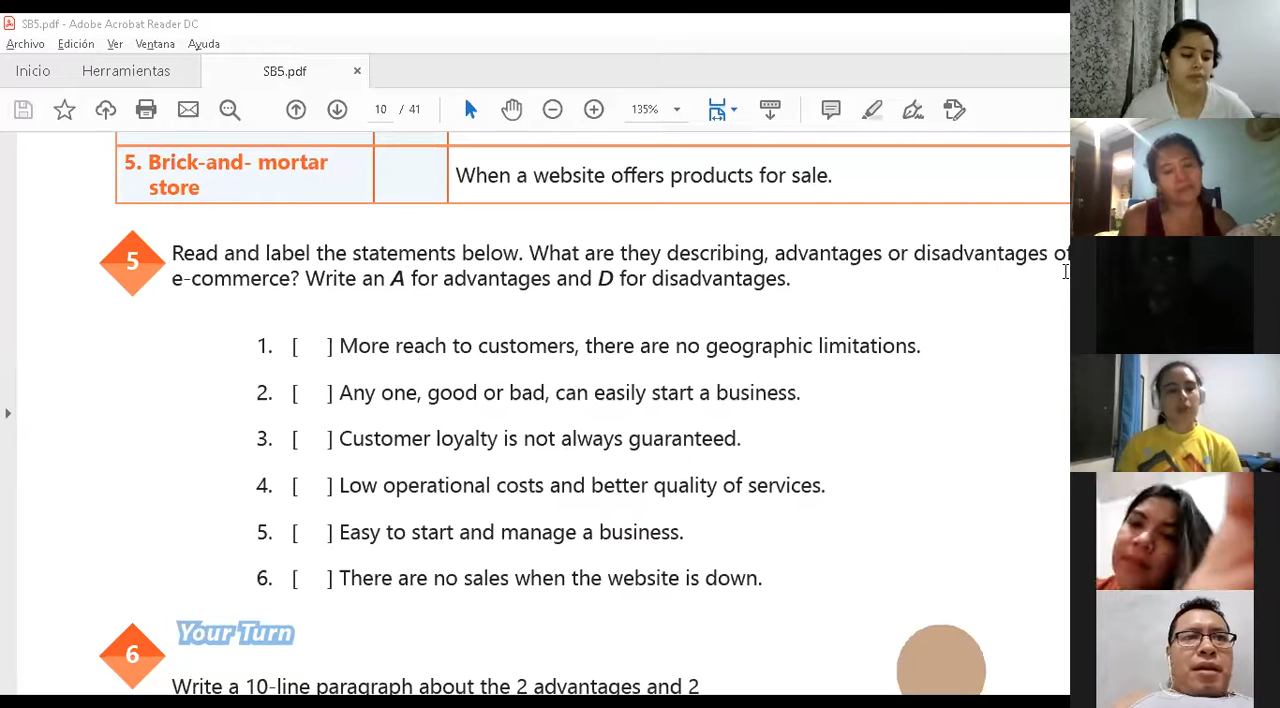 SB5.pdf - Adobe Acrobat Reader DC
Archivo Edición Ver Ventana Ayuda
Inicio Herramientas SB5.pdf ×
10 / 41 135%
5. Brick-and- mortar
store
When a website offers products for sale.
5
Read and label the statements below. What are they describing, advantages or disadvantages of
e-commerce? Write an A for advantages and D for disadvantages.
1. [ ] More reach to customers, there are no geographic limitations.
2. [ ] Any one, good or bad, can easily start a business.
3. [ ] Customer loyalty is not always guaranteed.
4. [ ] Low operational costs and better quality of services.
5. [ ] Easy to start and manage a business.
6. [ ] There are no sales when the website is down.
Your Turn
6
Write a 10-line paragraph about the 2 advantages and 2